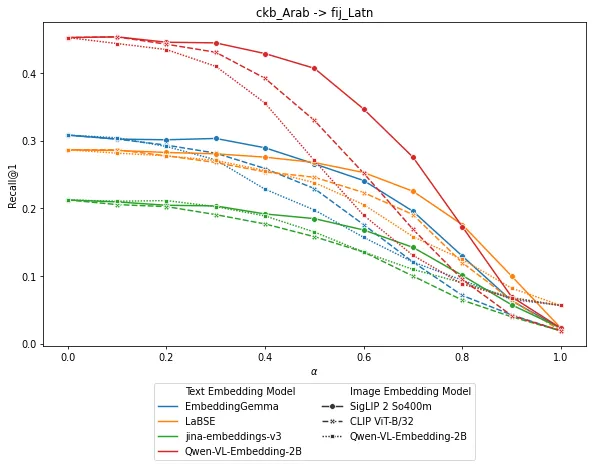 ckb_Arab -> fij_Latn
Recall@1
0.4
0.3
0.2
0.1
0.0
0.0 0.2 0.4 0.6 0.8 1.0
α
Text Embedding Model Image Embedding Model
EmbeddingGemma SigLIP 2 So400m
LaBSE CLIP ViT-B/32
jina-embeddings-v3 Qwen-VL-Embedding-2B
Qwen-VL-Embedding-2B